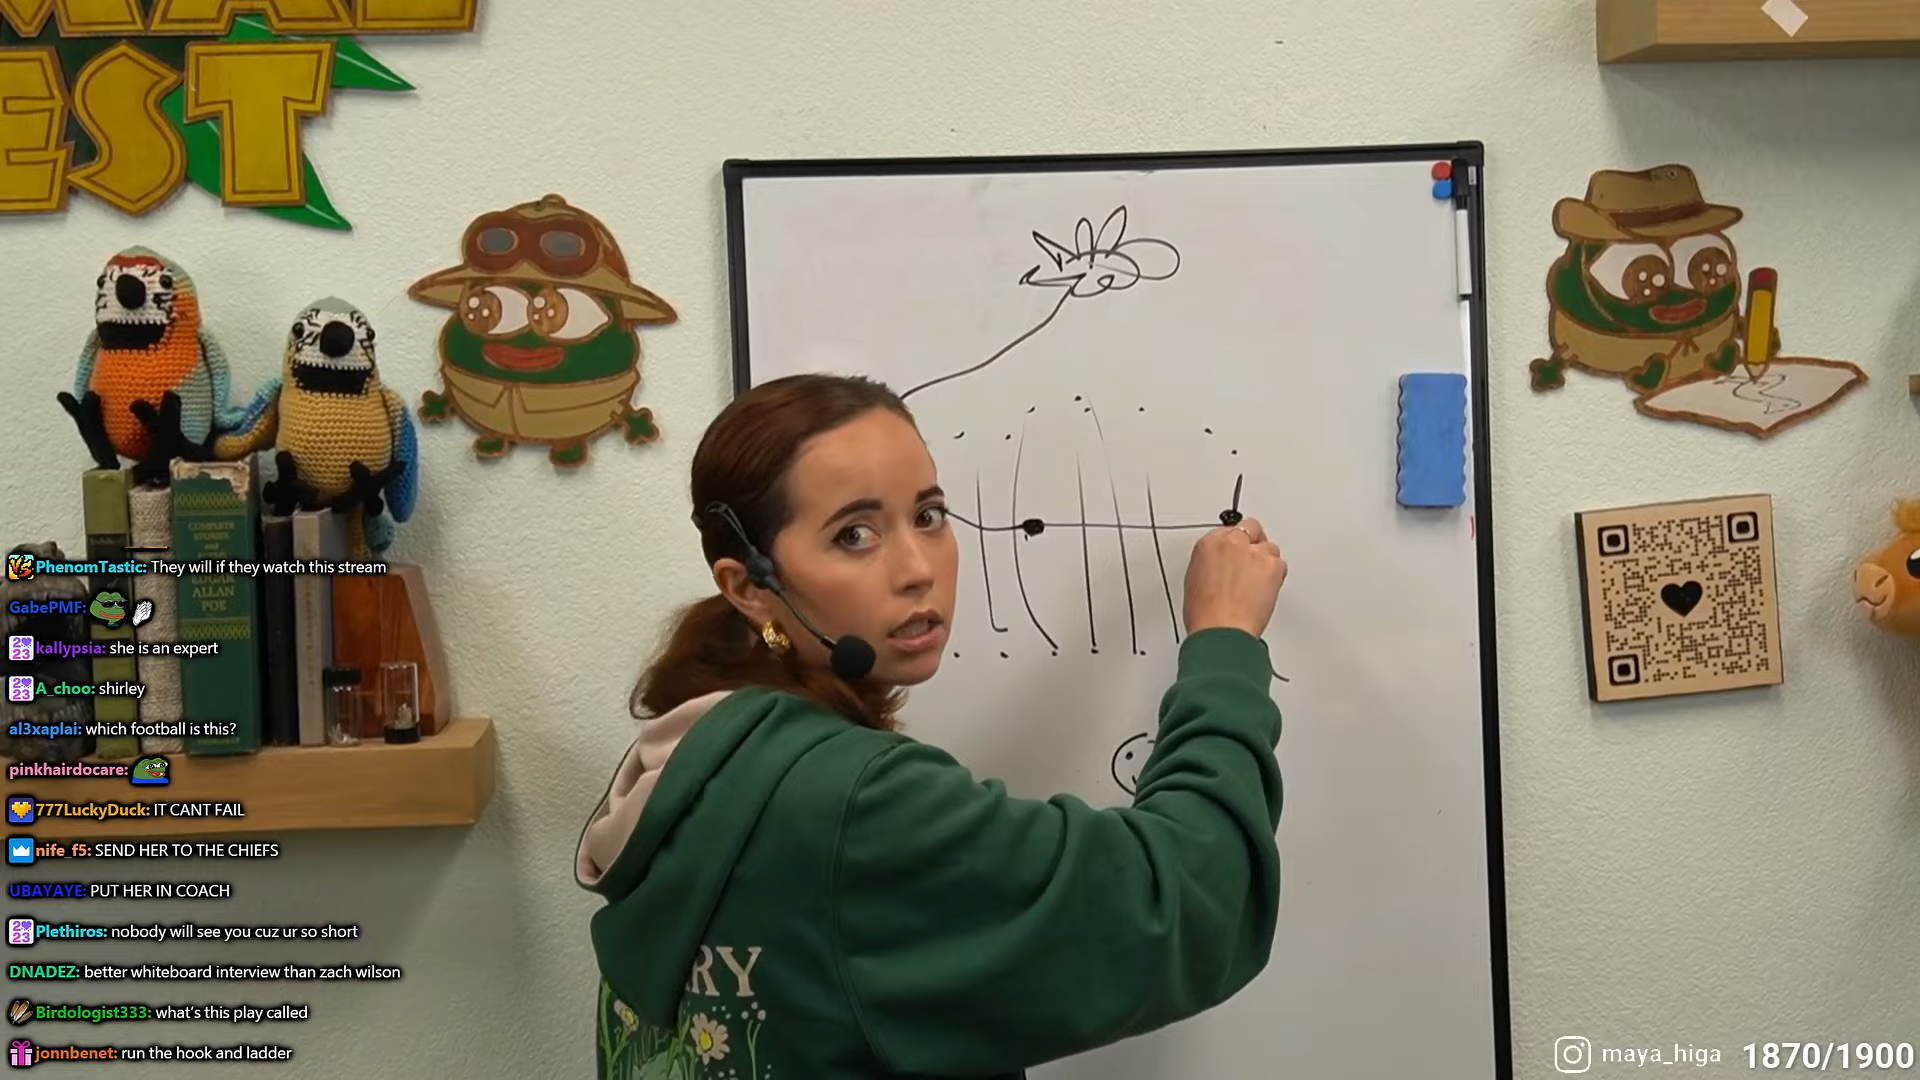 EST
COMPLETE
STORIES
and
EDGAR
ALLAN
POE
PhenomTastic: They will if they watch this stream
GabePMF:
kallypsia: she is an expert
A_choo: shirley
al3xaplai: which football is this?
pinkhairdocare:
777LuckyDuck: IT CANT FAIL
nife_f5: SEND HER TO THE CHIEFS
UBAYAYE: PUT HER IN COACH
Plethiros: nobody will see you cuz ur so short
DNADEZ: better whiteboard interview than zach wilson
Birdologist333: what's this play called
jonnbenet: run the hook and ladder
RY
maya_higa 1870/1900